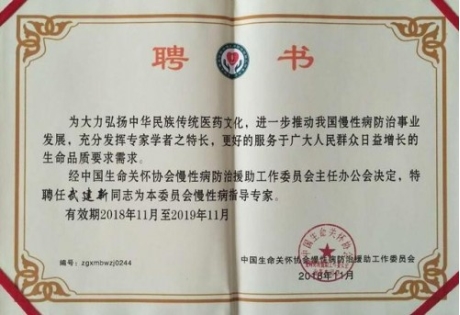 聘书
为大力弘扬中华民族传统医药文化，进一步推动我国慢性病防治事业
发展，充分发挥专家学者之特长，更好的服务于广大人民群众日益增长的
生命品质要求需求。
经中国生命关怀协会慢性病防治援助工作委员会主任办公会决定，特
聘任武建新同志为本委员会慢性病指导专家。
有效期2018年11月至2019年11月
中国生命关怀协会
编号：zgxmbwzj0244
中国生命关怀协会慢性病防治援助工作委员会
2018年11月